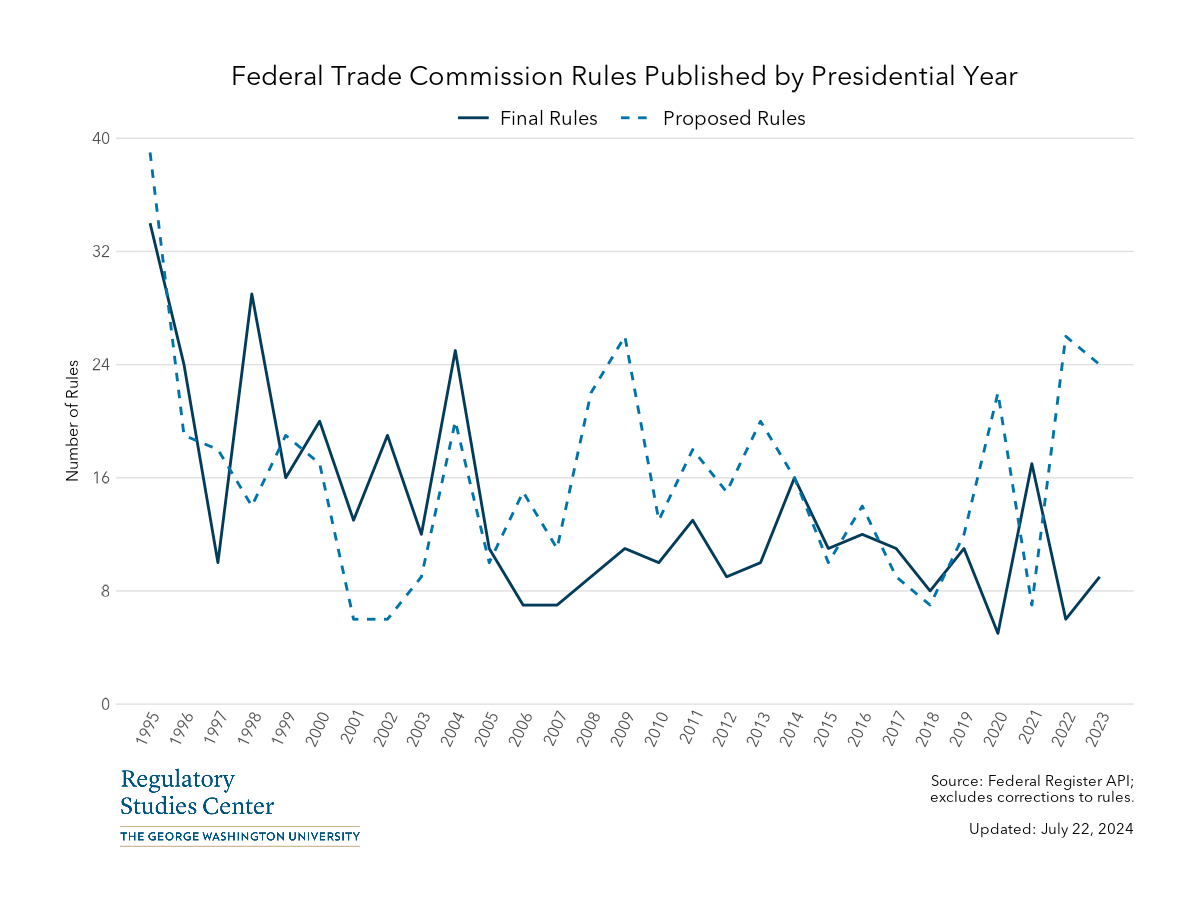 Federal Trade Commission Rules Published by Presidential Year
Final Rules Proposed Rules
40
32
24
16
8
0
Number of Rules
1995 1996 1997 1998 1999 2000 2001 2002 2003 2004 2005 2006 2007 2008 2009 2010 2011 2012 2013 2014 2015 2016 2017 2018 2019 2020 2021 2022 2023
Regulatory
Studies Center
THE GEORGE WASHINGTON UNIVERSITY
Source: Federal Register API;
excludes corrections to rules.
Updated: July 22, 2024